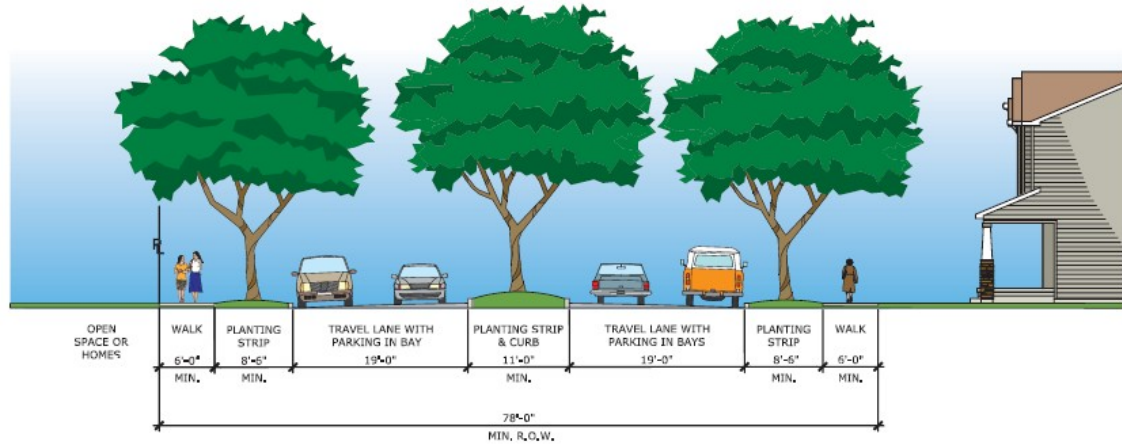 PL
OPEN
SPACE OR
HOMES
WALK
6'-0"
MIN.
PLANTING
STRIP
8'-6"
MIN.
TRAVEL LANE WITH
PARKING IN BAY
19'-0"
PLANTING STRIP
& CURB
11'-0"
MIN.
TRAVEL LANE WITH
PARKING IN BAYS
19'-0"
PLANTING
STRIP
8'-6"
MIN.
WALK
6'-0"
MIN.
78'-0"
MIN. R.O.W.